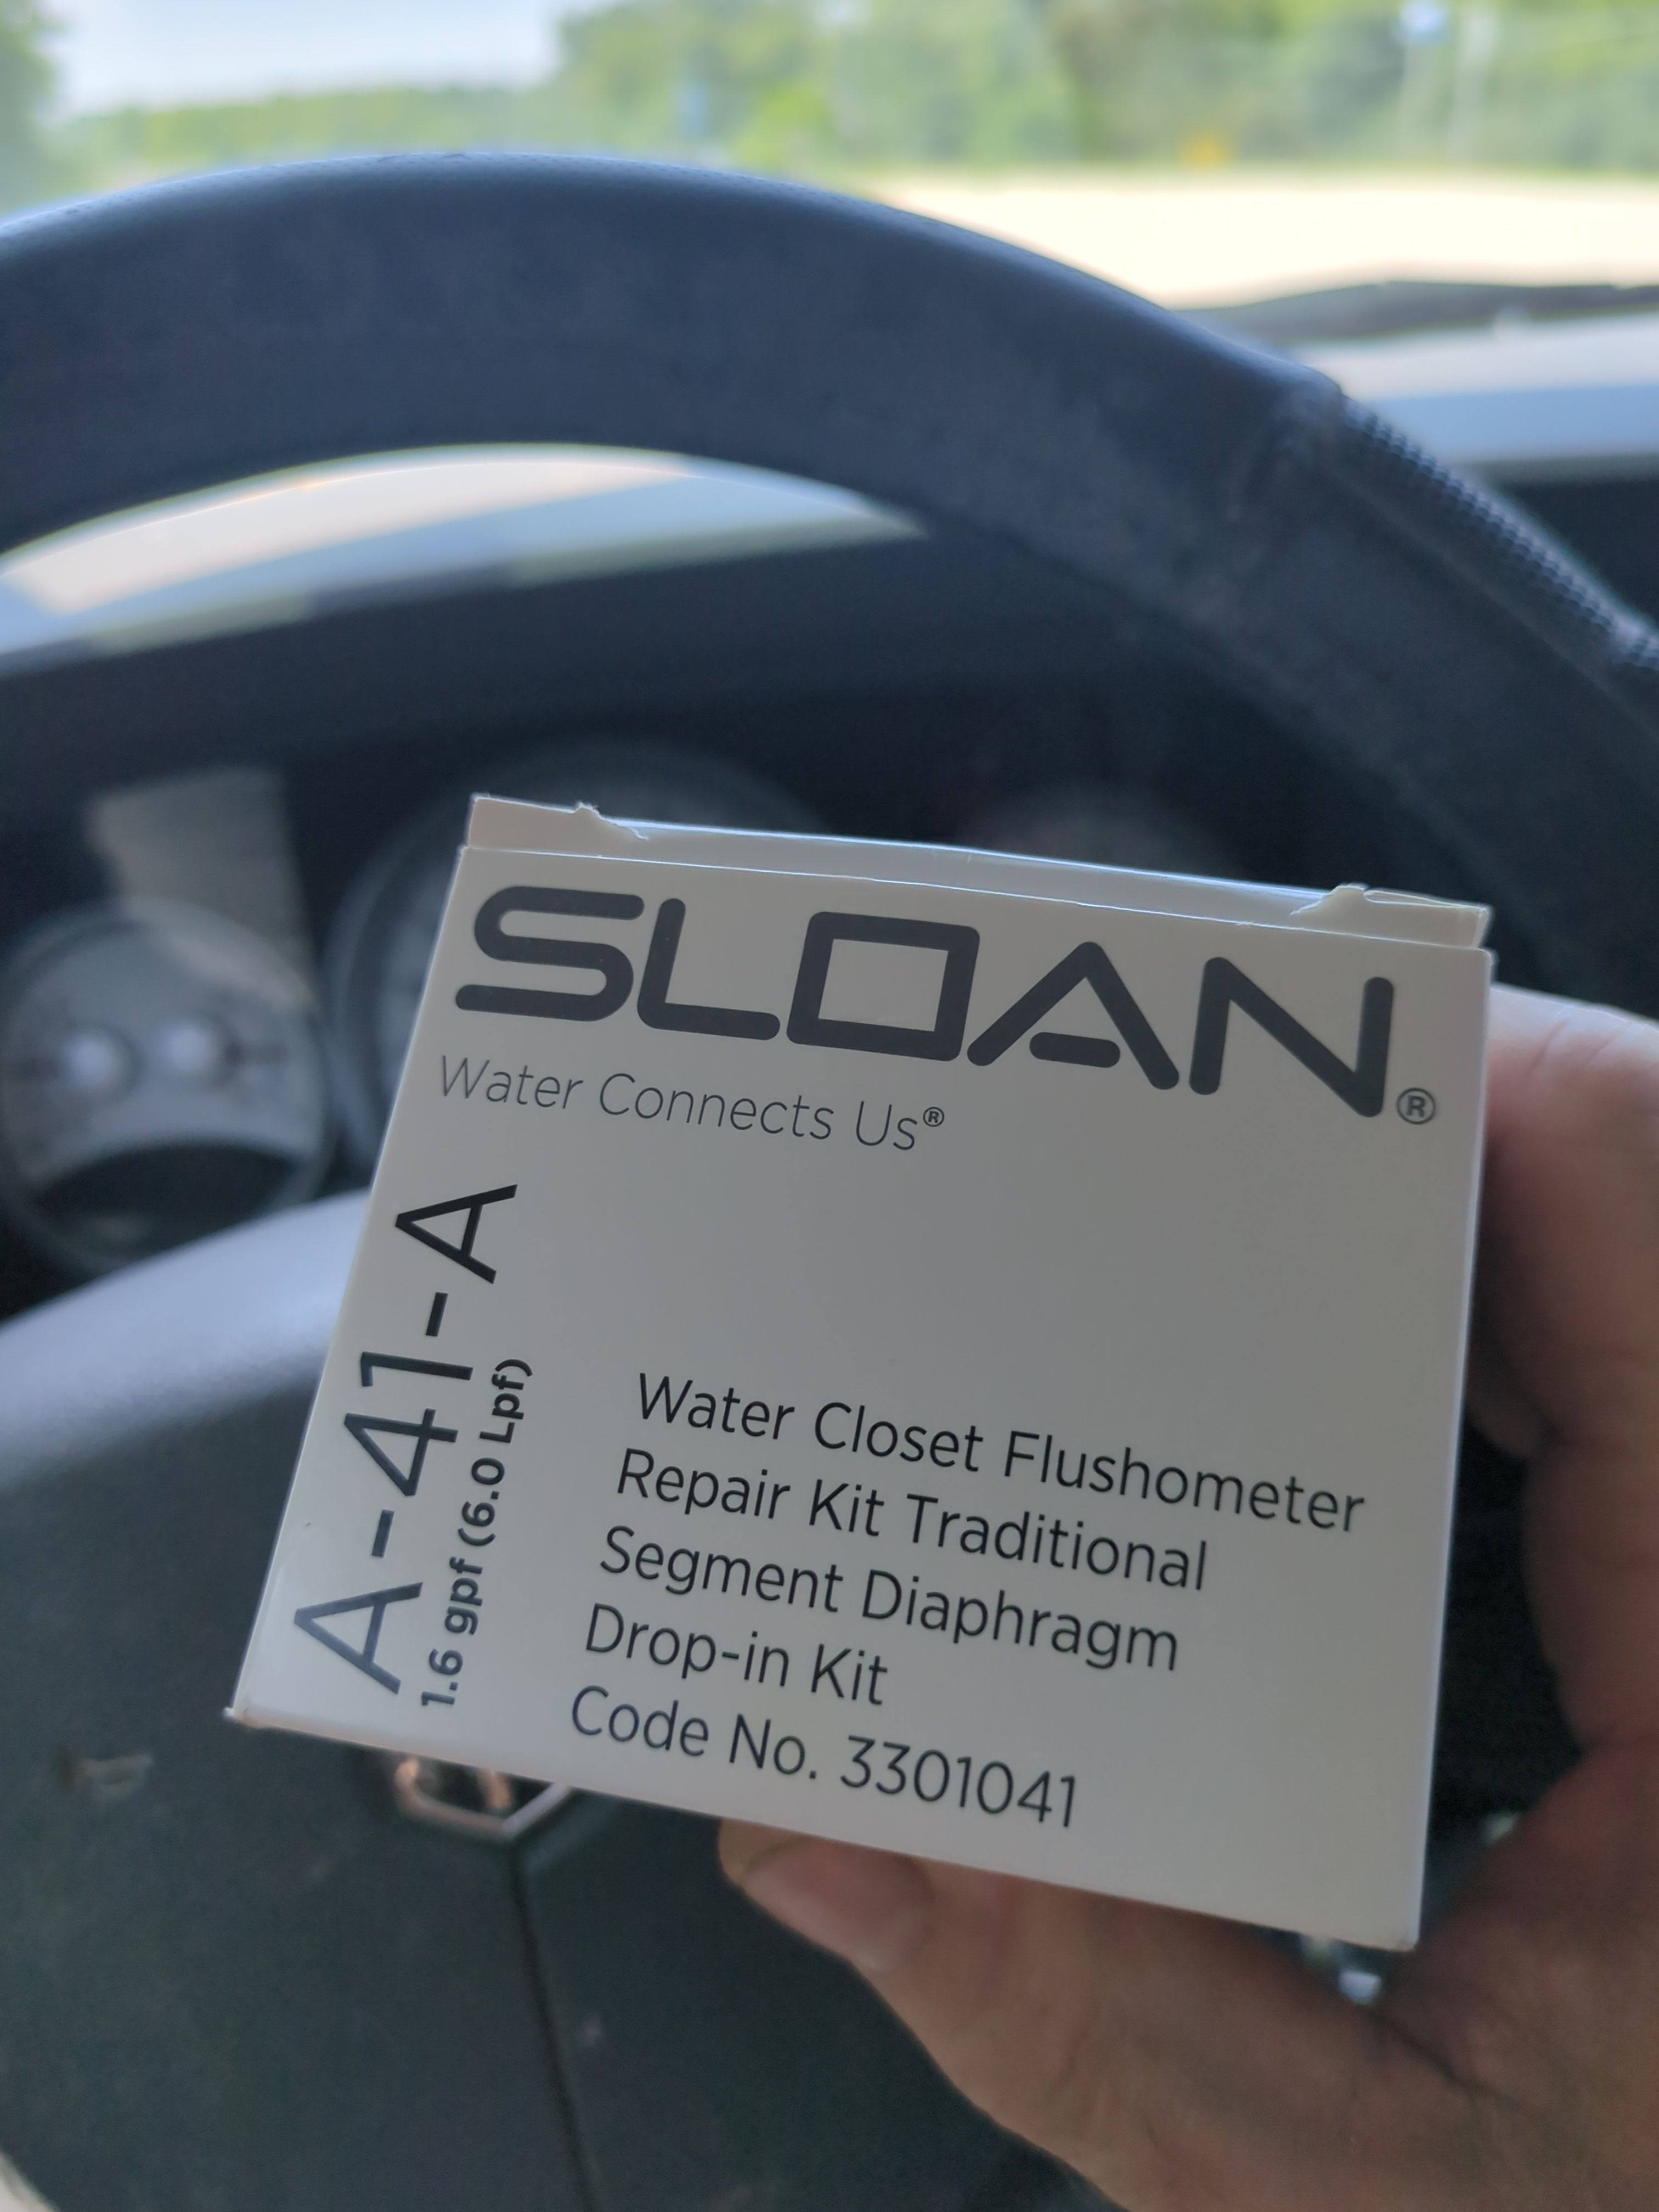 SLOAN®
Water Connects Us®
A-41-A
1.6 gpf (6.0 Lpf)
Water Closet Flushometer
Repair Kit Traditional
Segment Diaphragm
Drop-in Kit
Code No. 3301041